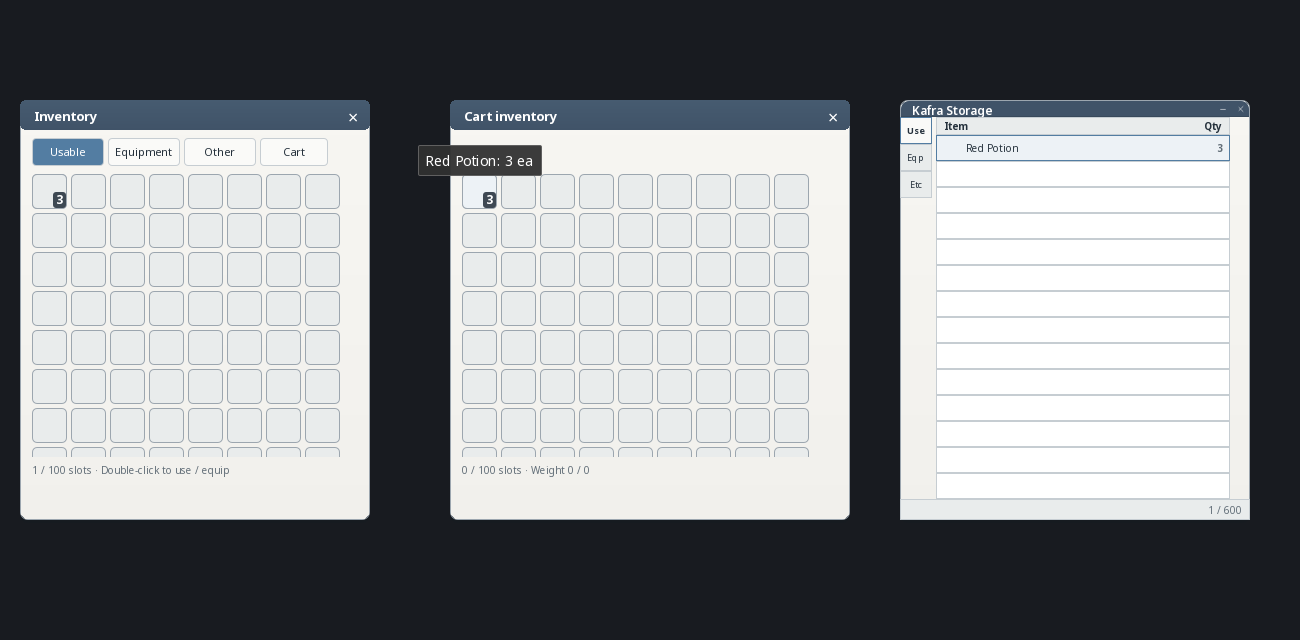 Inventory ×
Usable Equipment Other Cart
3
1 / 100 slots · Double-click to use / equip
Cart inventory ×
Red Potion: 3 ea
3
0 / 100 slots · Weight 0 / 0
Kafra Storage − ×
Use
Eqp
Etc
Item Qty
Red Potion 3
1 / 600